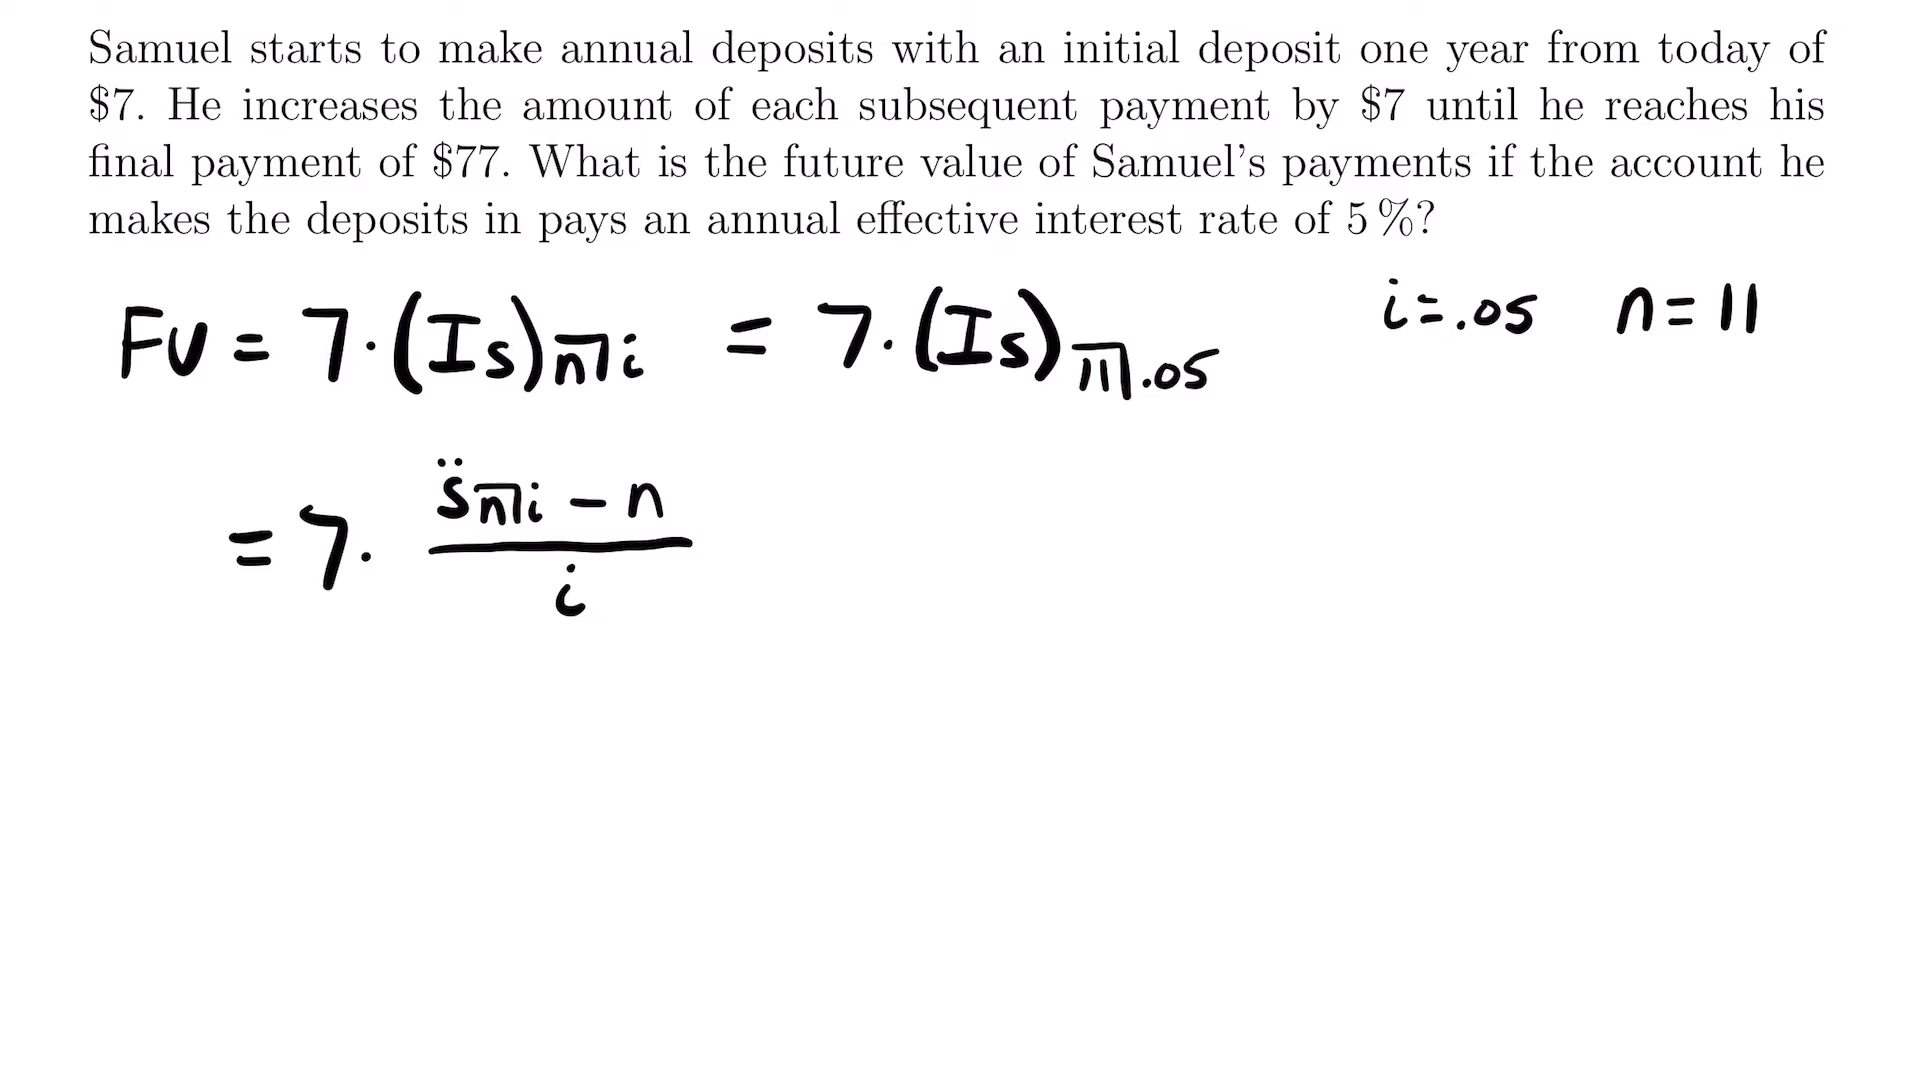 Samuel starts to make annual deposits with an initial deposit one year from today of
$7. He increases the amount of each subsequent payment by $7 until he reaches his
final payment of $77. What is the future value of Samuel's payments if the account he
makes the deposits in pays an annual effective interest rate of 5 %?
FV = 7·(Is)n̅|i = 7·(Is)1̅1̅|.05 i=.05 n=11
= 7· (s̈n̅|i − n) / i